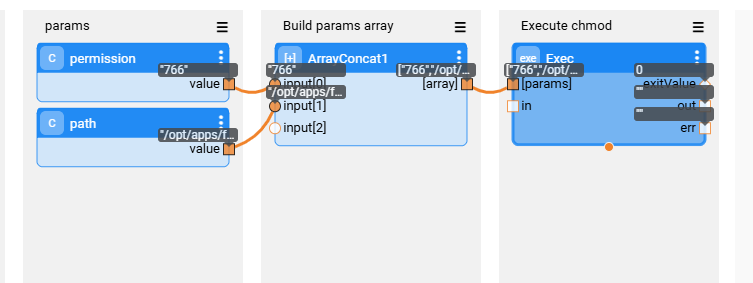 params
Build params array
Execute chmod
C
permission
"766"
value
C
path
"/opt/apps/f...
value
[+]
ArrayConcat1
"766"
input[0]
"/opt/apps/f...
input[1]
input[2]
["766","/opt/...
[array]
exe
Exec
["766","/opt/...
[params]
in
0
exitValue
""
out
""
err